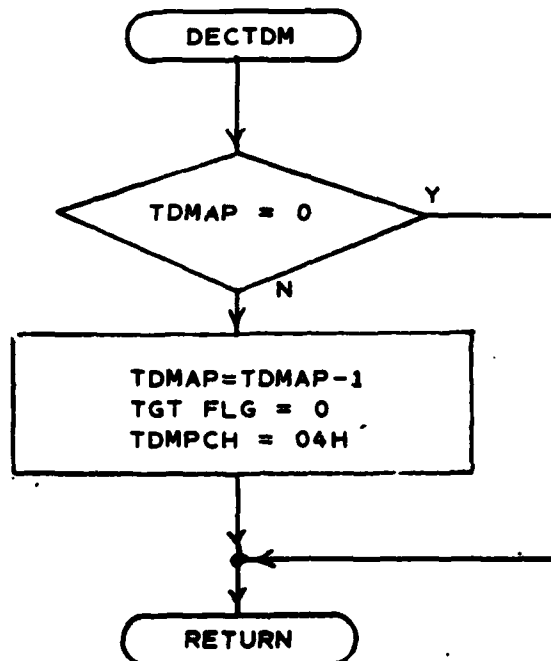 DECTDM
TDMAP = 0
Y
N
TDMAP=TDMAP-1
TGT FLG = 0
TDMPCH = 04H
RETURN